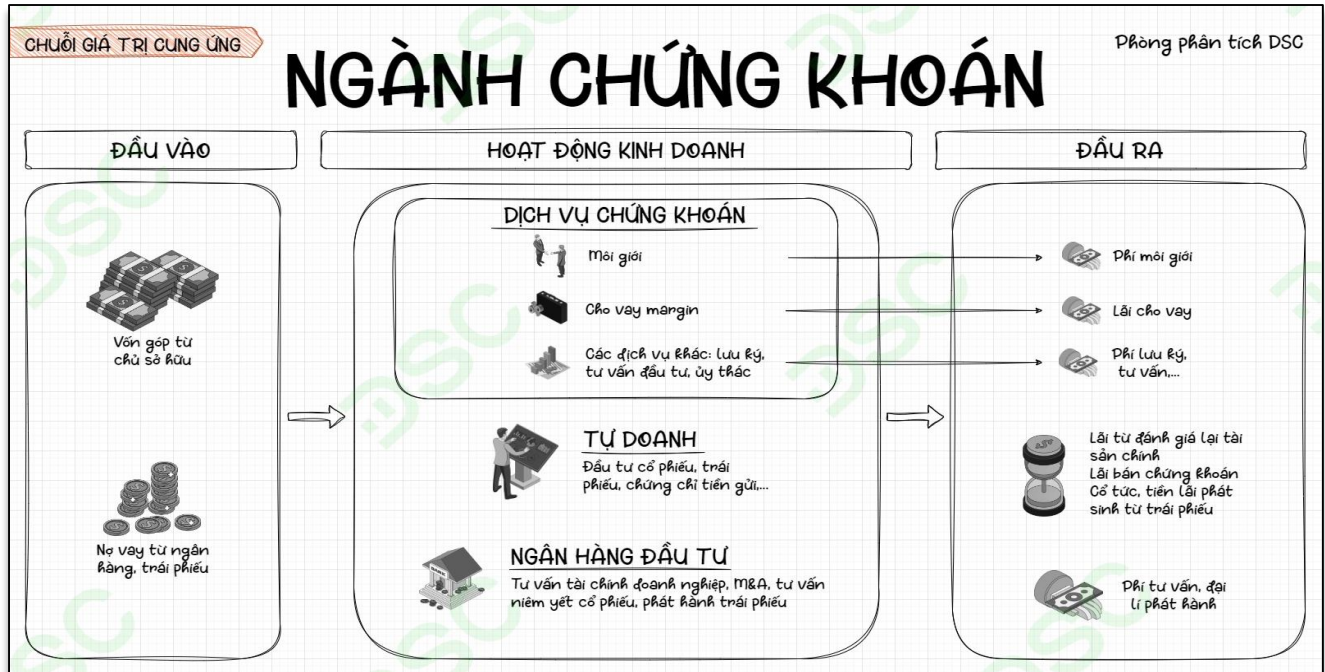 CHUỖI GIÁ TRỊ CUNG ỨNG
NGÀNH CHỨNG KHOÁN
Phòng phân tích DSC
ĐẦU VÀO
HOẠT ĐỘNG KINH DOANH
ĐẦU RA
Vốn góp từ
chủ sở hữu
Nợ vay từ ngân
hàng, trái phiếu
DỊCH VỤ CHỨNG KHOÁN
Môi giới
Cho vay margin
Các dịch vụ khác: lưu ký,
tư vấn đầu tư, ủy thác
TỰ DOANH
Đầu tư cổ phiếu, trái
phiếu, chứng chỉ tiền gửi,...
NGÂN HÀNG ĐẦU TƯ
Tư vấn tài chính doanh nghiệp, M&A, tư vấn
niêm yết cổ phiếu, phát hành trái phiếu
Phí môi giới
Lãi cho vay
Phí lưu ký,
tư vấn,...
Lãi từ đánh giá lại tài
sản chính
Lãi bán chứng khoán
Cổ tức, tiền lãi phát
sinh từ trái phiếu
Phí tư vấn, đại
lí phát hành
DSC
DSC
DSC
DSC
DSC
DSC